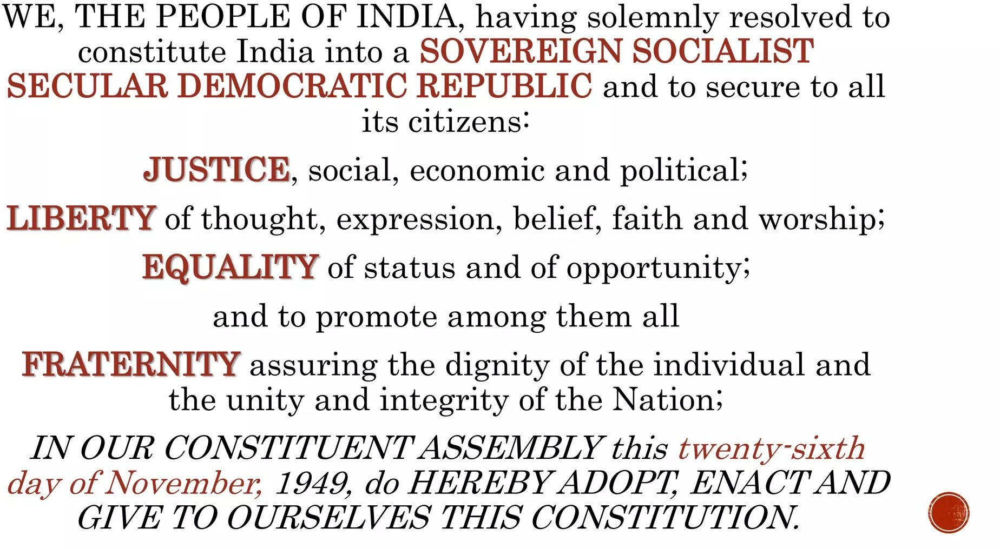 WE, THE PEOPLE OF INDIA, having solemnly resolved to
constitute India into a SOVEREIGN SOCIALIST
SECULAR DEMOCRATIC REPUBLIC and to secure to all
its citizens:
JUSTICE, social, economic and political;
LIBERTY of thought, expression, belief, faith and worship;
EQUALITY of status and of opportunity;
and to promote among them all
FRATERNITY assuring the dignity of the individual and
the unity and integrity of the Nation;
IN OUR CONSTITUENT ASSEMBLY this twenty-sixth
day of November, 1949, do HEREBY ADOPT, ENACT AND
GIVE TO OURSELVES THIS CONSTITUTION.